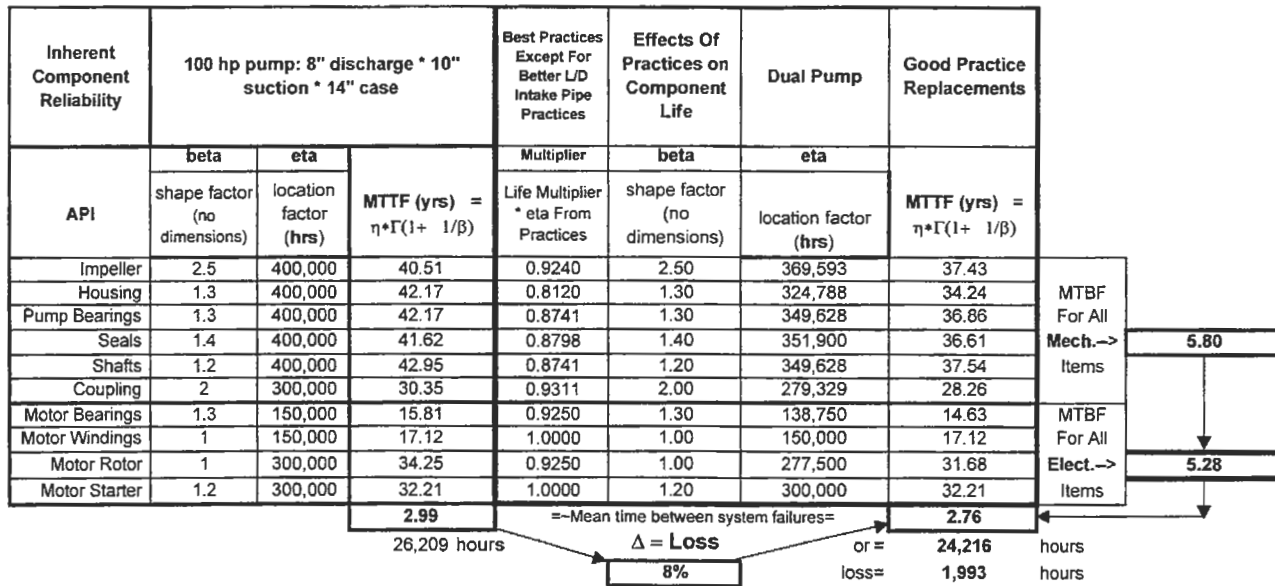 Inherent Component Reliability
100 hp pump: 8" discharge * 10" suction * 14" case
Best Practices Except For Better L/D Intake Pipe Practices
Effects Of Practices on Component Life
Dual Pump
Good Practice Replacements
beta eta Multiplier beta eta
API
shape factor (no dimensions)
location factor (hrs)
MTTF (yrs) = η*Γ(1+ 1/β)
Life Multiplier * eta From Practices
shape factor (no dimensions)
location factor (hrs)
MTTF (yrs) = η*Γ(1+ 1/β)
Impeller 2.5 400,000 40.51 0.9240 2.50 369,593 37.43
Housing 1.3 400,000 42.17 0.8120 1.30 324,788 34.24 MTBF
Pump Bearings 1.3 400,000 42.17 0.8741 1.30 349,628 36.86 For All
Seals 1.4 400,000 41.62 0.8798 1.40 351,900 36.61 Mech.--> 5.80
Shafts 1.2 400,000 42.95 0.8741 1.20 349,628 37.54 Items
Coupling 2 300,000 30.35 0.9311 2.00 279,329 28.26
Motor Bearings 1.3 150,000 15.81 0.9250 1.30 138,750 14.63 MTBF
Motor Windings 1 150,000 17.12 1.0000 1.00 150,000 17.12 For All
Motor Rotor 1 300,000 34.25 0.9250 1.00 277,500 31.68 Elect.--> 5.28
Motor Starter 1.2 300,000 32.21 1.0000 1.20 300,000 32.21 Items
2.99 =~Mean time between system failures= 2.76
26,209 hours Δ = Loss or = 24,216 hours
8% loss= 1,993 hours